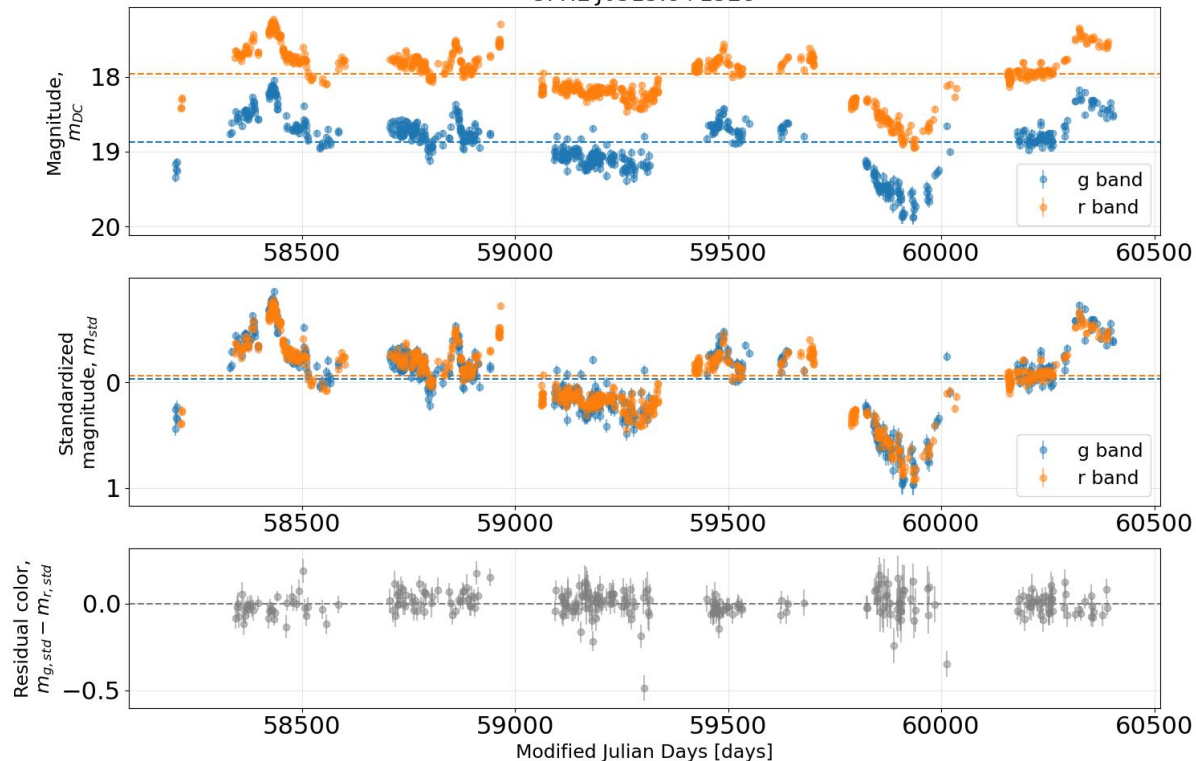 Magnitude,
m_DC
18
19
20
g band
r band
58500 59000 59500 60000 60500
Standardized
magnitude, m_std
0
1
g band
r band
58500 59000 59500 60000 60500
Residual color,
m_g,std − m_r,std
0.0
−0.5
58500 59000 59500 60000 60500
Modified Julian Days [days]